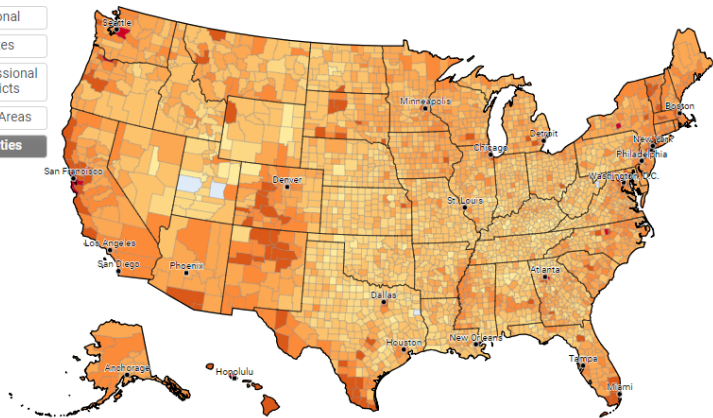 onal
es
ssional
icts
Areas
ties
Seattle
Minneapolis
Boston
Detroit
New York
Chicago
Philadelphia
San Francisco
Washington, D.C.
Denver
St. Louis
Los Angeles
San Diego
Phoenix
Atlanta
Dallas
New Orleans
Houston
Tampa
Anchorage
Honolulu
Miami